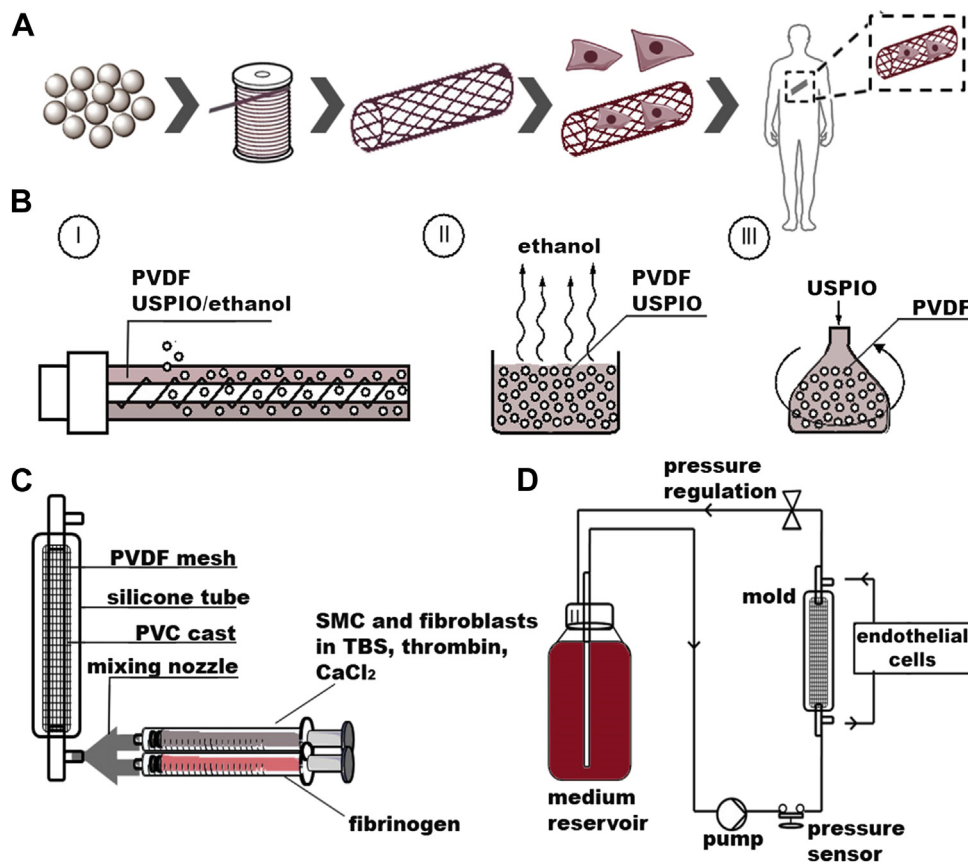 A
B
I
PVDF
USPIO/ethanol
II
ethanol
PVDF
USPIO
III
USPIO
PVDF
C
PVDF mesh
silicone tube
PVC cast
mixing nozzle
SMC and fibroblasts
in TBS, thrombin,
CaCl₂
fibrinogen
D
pressure
regulation
mold
endothelial
cells
medium
reservoir
pump
pressure
sensor